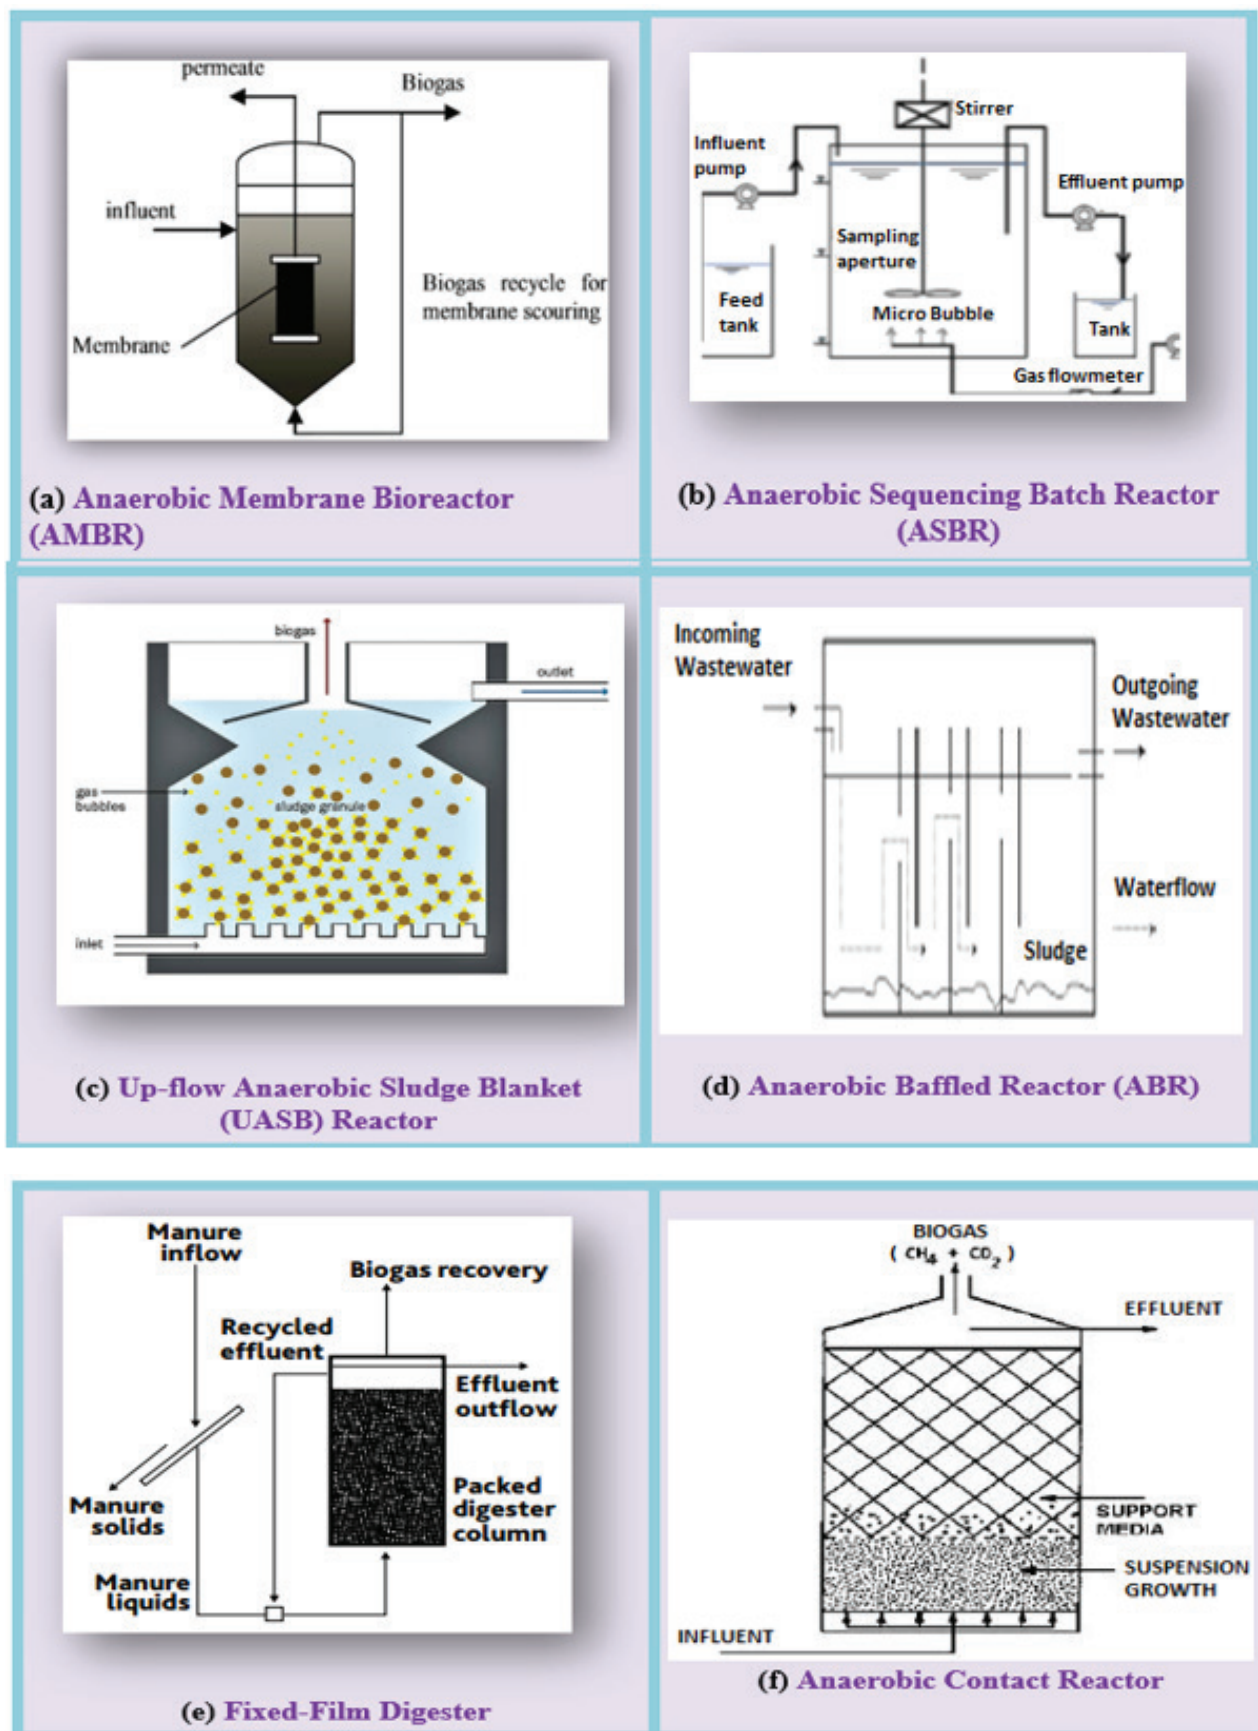 permeate
Biogas
influent
Biogas recycle for
membrane scouring
Membrane
(a) Anaerobic Membrane Bioreactor
(AMBR)
Stirrer
Influent
pump
Effluent pump
Sampling
aperture
Feed
tank
Micro Bubble
Tank
Gas flowmeter
(b) Anaerobic Sequencing Batch Reactor
(ASBR)
biogas
outlet
gas
bubbles
sludge granule
inlet
(c) Up-flow Anaerobic Sludge Blanket
(UASB) Reactor
Incoming
Wastewater
Outgoing
Wastewater
Waterflow
Sludge
(d) Anaerobic Baffled Reactor (ABR)
Manure
inflow
Biogas recovery
Recycled
effluent
Effluent
outflow
Manure
solids
Packed
digester
column
Manure
liquids
(e) Fixed-Film Digester
BIOGAS
( CH₄ + CO₂ )
EFFLUENT
SUPPORT
MEDIA
SUSPENSION
GROWTH
INFLUENT
(f) Anaerobic Contact Reactor